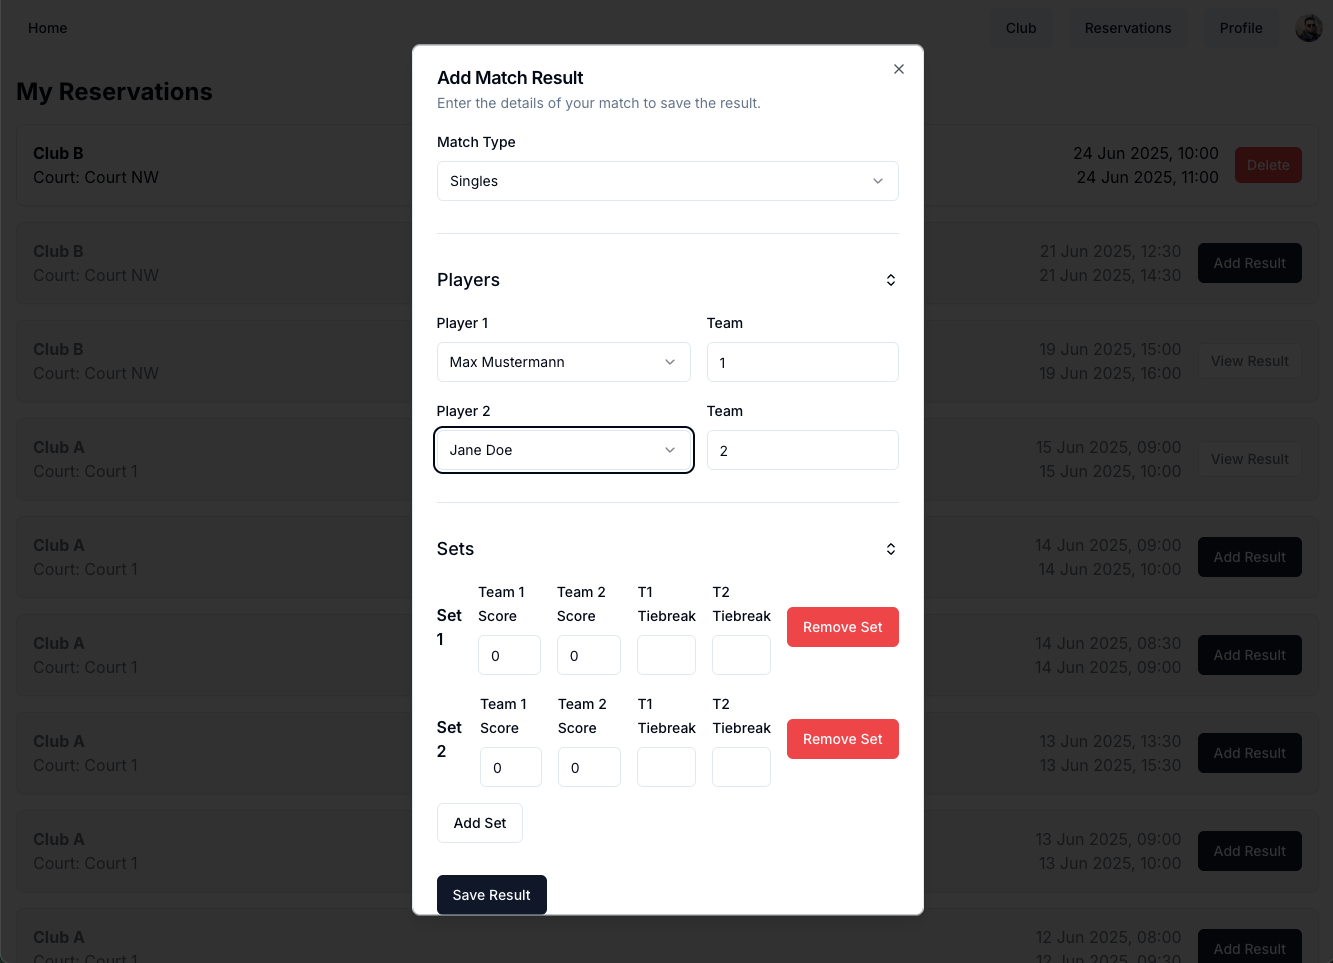 Home
Club
Reservations
Profile
My Reservations
Club B
Court: Court NW
24 Jun 2025, 10:00
24 Jun 2025, 11:00
Delete
Club B
Court: Court NW
21 Jun 2025, 12:30
21 Jun 2025, 14:30
Add Result
Club B
Court: Court NW
19 Jun 2025, 15:00
19 Jun 2025, 16:00
View Result
Club A
Court: Court 1
15 Jun 2025, 09:00
15 Jun 2025, 10:00
View Result
Club A
Court: Court 1
14 Jun 2025, 09:00
14 Jun 2025, 10:00
Add Result
Club A
Court: Court 1
14 Jun 2025, 08:30
14 Jun 2025, 09:00
Add Result
Club A
Court: Court 1
13 Jun 2025, 13:30
13 Jun 2025, 15:30
Add Result
Club A
Court: Court 1
13 Jun 2025, 09:00
13 Jun 2025, 10:00
Add Result
Club A
Court: Court 1
12 Jun 2025, 08:00
12 Jun 2025, 09:30
Add Result
Add Match Result
Enter the details of your match to save the result.
Match Type
Singles
Players
Player 1
Team
Max Mustermann
1
Player 2
Team
Jane Doe
2
Sets
Set
1
Team 1
Score
Team 2
Score
T1
Tiebreak
T2
Tiebreak
0
0
Remove Set
Set
2
Team 1
Score
Team 2
Score
T1
Tiebreak
T2
Tiebreak
0
0
Remove Set
Add Set
Save Result